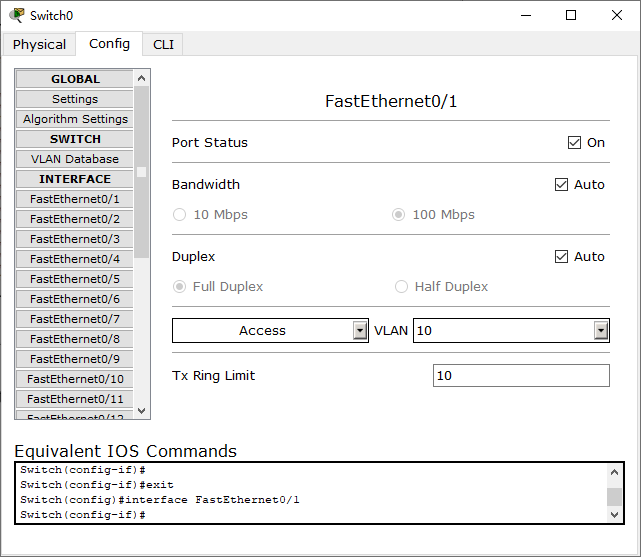 Switch0
Physical Config CLI
GLOBAL
Settings
Algorithm Settings
SWITCH
VLAN Database
INTERFACE
FastEthernet0/1
FastEthernet0/2
FastEthernet0/3
FastEthernet0/4
FastEthernet0/5
FastEthernet0/6
FastEthernet0/7
FastEthernet0/8
FastEthernet0/9
FastEthernet0/10
FastEthernet0/11
FastEthernet0/12
FastEthernet0/1
Port Status On
Bandwidth Auto
10 Mbps 100 Mbps
Duplex Auto
Full Duplex Half Duplex
Access VLAN 10
Tx Ring Limit 10
Equivalent IOS Commands
Switch(config-if)#
Switch(config-if)#exit
Switch(config)#interface FastEthernet0/1
Switch(config-if)#